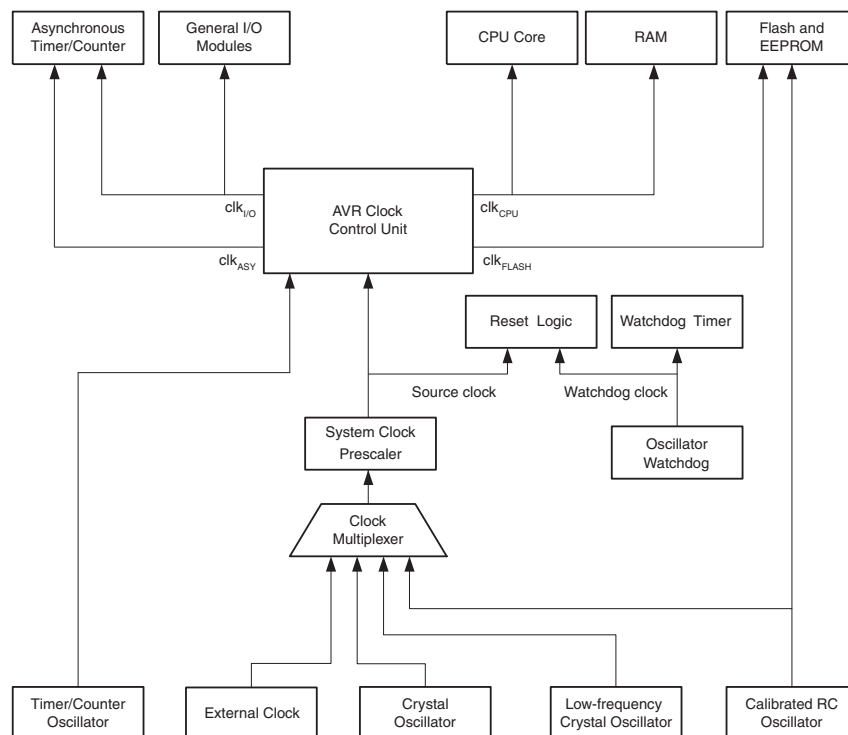 Asynchronous
Timer/Counter
General I/O
Modules
CPU Core
RAM
Flash and
EEPROM
clkI/O
AVR Clock
Control Unit
clkCPU
clkASY
clkFLASH
Reset Logic
Watchdog Timer
Source clock
Watchdog clock
System Clock
Prescaler
Oscillator
Watchdog
Clock
Multiplexer
Timer/Counter
Oscillator
External Clock
Crystal
Oscillator
Low-frequency
Crystal Oscillator
Calibrated RC
Oscillator